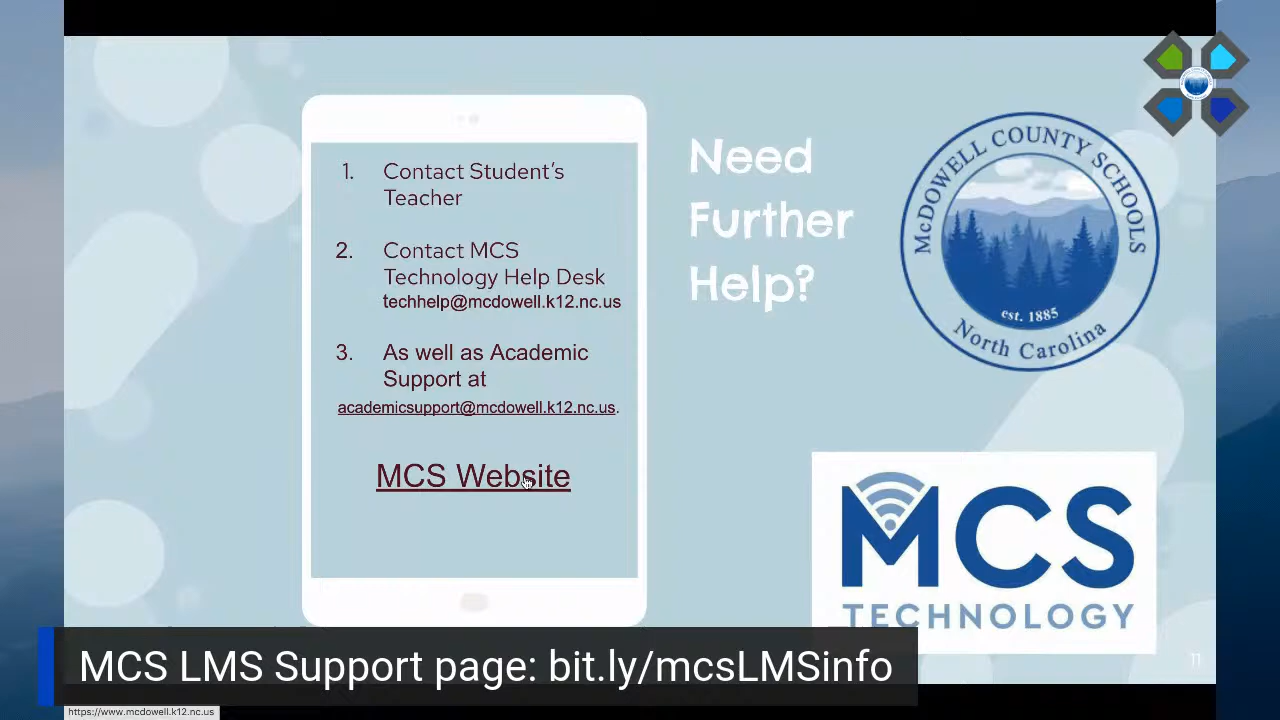 1. Contact Student's
Teacher
2. Contact MCS
Technology Help Desk
techhelp@mcdowell.k12.nc.us
3. As well as Academic
Support at
academicsupport@mcdowell.k12.nc.us.
MCS Website
Need
Further
Help?
McDOWELL COUNTY SCHOOLS
est. 1885
North Carolina
MCS
TECHNOLOGY
11
MCS LMS Support page: bit.ly/mcsLMSinfo
https://www.mcdowell.k12.nc.us